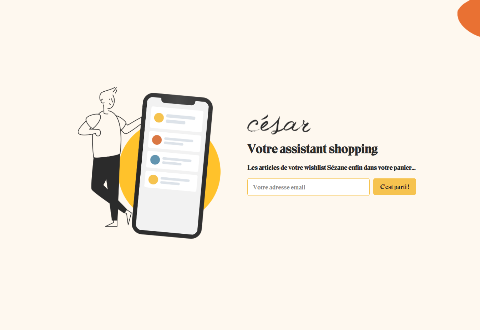 césar
Votre assistant shopping
Les articles de votre wishlist Sézane enfin dans votre panier...
Votre adresse email
C'est parti !